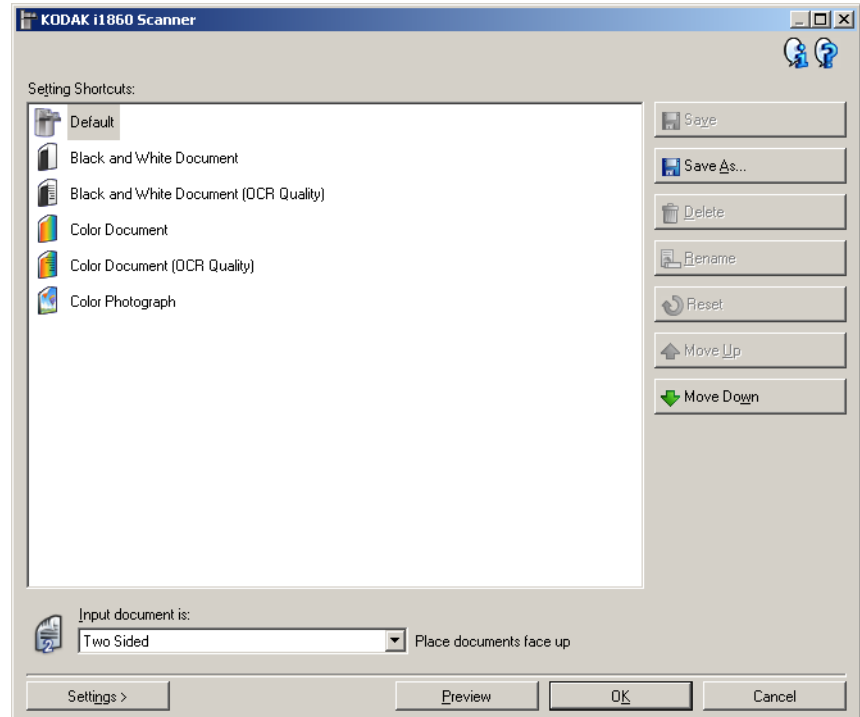 KODAK i1860 Scanner
Setting Shortcuts:
Default
Black and White Document
Black and White Document (OCR Quality)
Color Document
Color Document (OCR Quality)
Color Photograph
Save
Save As...
Delete
Rename
Reset
Move Up
Move Down
Input document is:
2
Two Sided
Place documents face up
Settings >
Preview
OK
Cancel